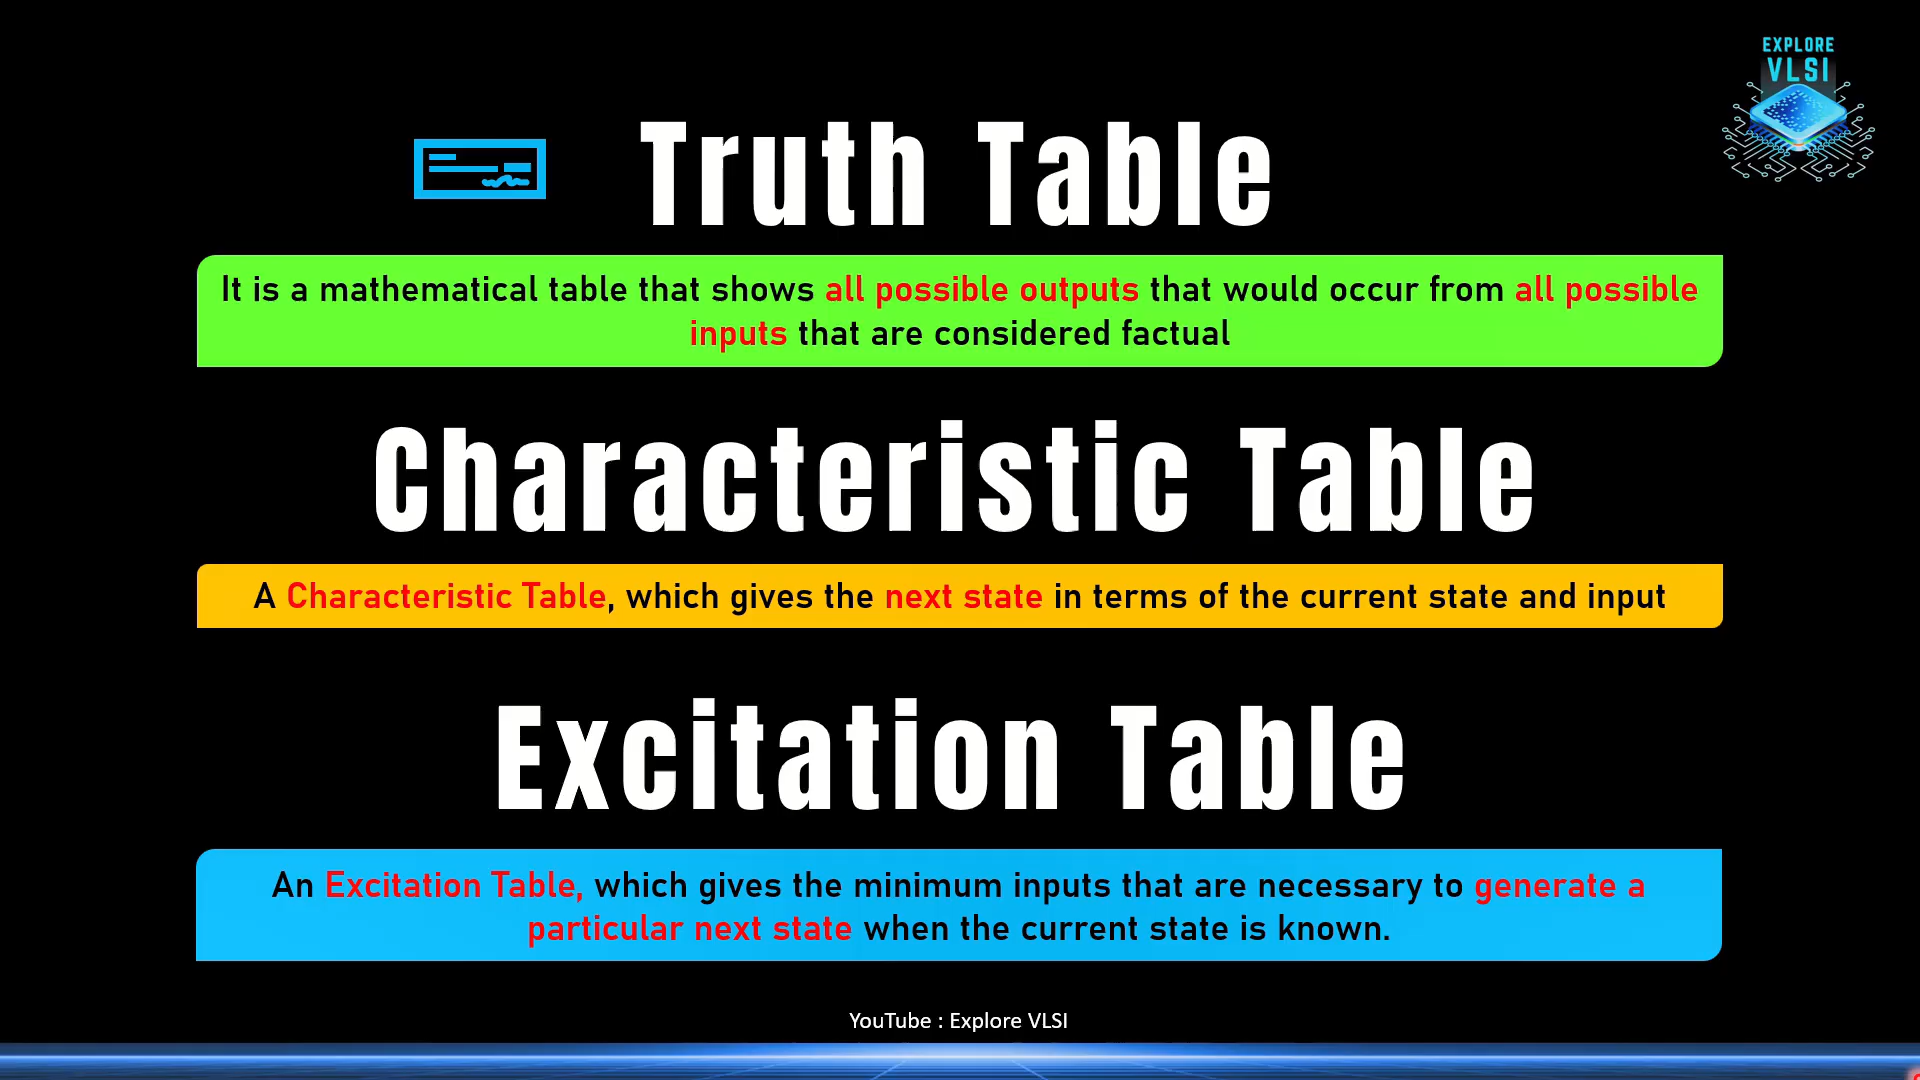 EXPLORE
VLSI
Truth Table
It is a mathematical table that shows all possible outputs that would occur from all possible
inputs that are considered factual
Characteristic Table
A Characteristic Table, which gives the next state in terms of the current state and input
Excitation Table
An Excitation Table, which gives the minimum inputs that are necessary to generate a
particular next state when the current state is known.
YouTube : Explore VLSI